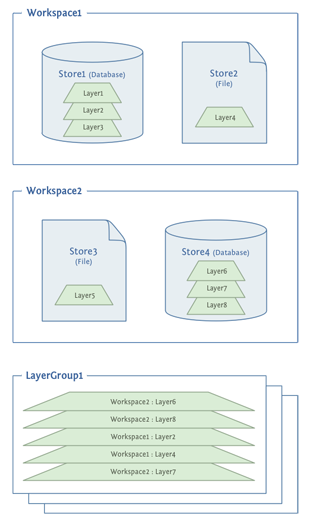 Workspace1
Store1 (Database)
Layer1
Layer2
Layer3
Store2
(File)
Layer4
Workspace2
Store3
(File)
Layer5
Store4 (Database)
Layer6
Layer7
Layer8
LayerGroup1
Workspace2 : Layer6
Workspace2 : Layer8
Workspace1 : Layer2
Workspace1 : Layer4
Workspace2 : Layer7